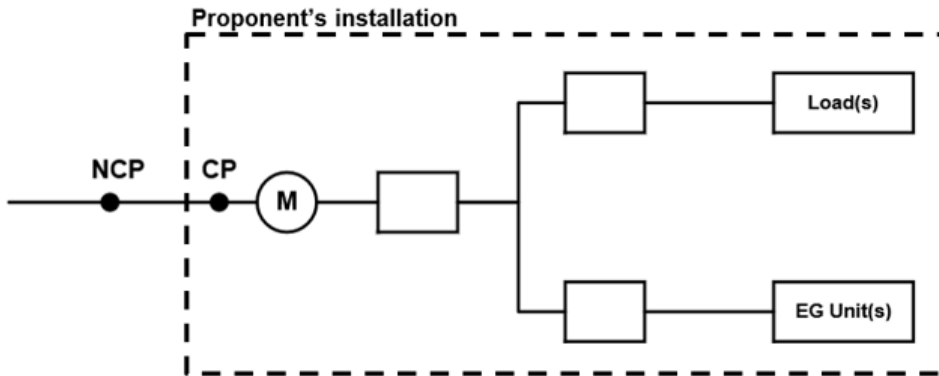 Proponent's installation
Load(s)
NCP
CP
M
EG Unit(s)